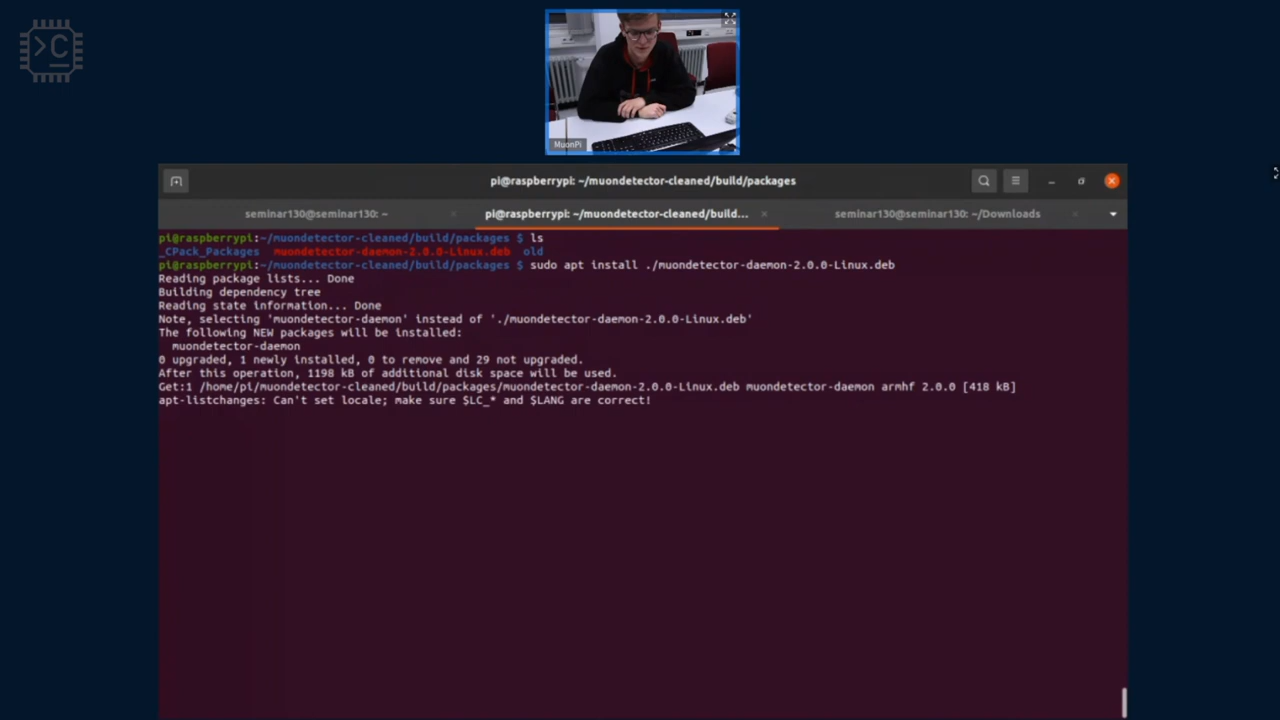 >C_
MuonPi
pi@raspberrypi: ~/muondetector-cleaned/build/packages
seminar130@seminar130: ~
pi@raspberrypi: ~/muondetector-cleaned/build...
seminar130@seminar130: ~/Downloads
pi@raspberrypi:~/muondetector-cleaned/build/packages $ ls
_CPack_Packages  muondetector-daemon-2.0.0-Linux.deb  old
pi@raspberrypi:~/muondetector-cleaned/build/packages $ sudo apt install ./muondetector-daemon-2.0.0-Linux.deb
Reading package lists... Done
Building dependency tree
Reading state information... Done
Note, selecting 'muondetector-daemon' instead of './muondetector-daemon-2.0.0-Linux.deb'
The following NEW packages will be installed:
  muondetector-daemon
0 upgraded, 1 newly installed, 0 to remove and 29 not upgraded.
After this operation, 1198 kB of additional disk space will be used.
Get:1 /home/pi/muondetector-cleaned/build/packages/muondetector-daemon-2.0.0-Linux.deb muondetector-daemon armhf 2.0.0 [418 kB]
apt-listchanges: Can't set locale; make sure $LC_* and $LANG are correct!